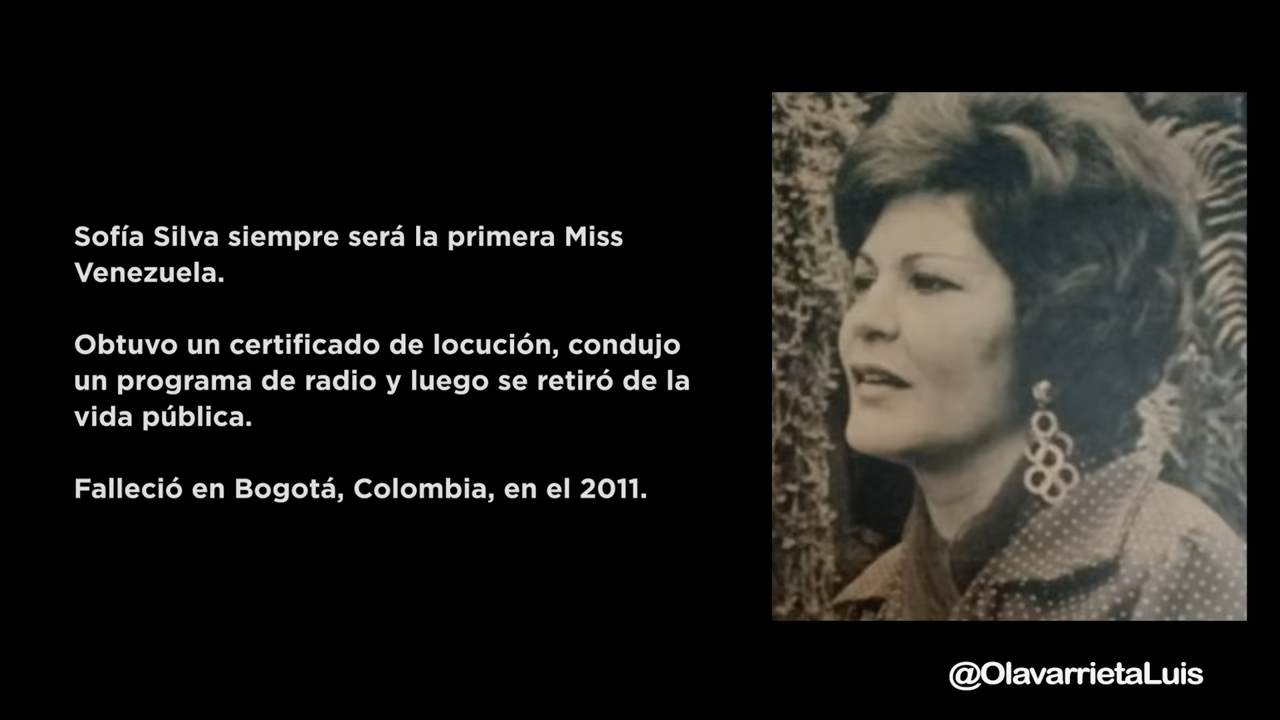 Sofía Silva siempre será la primera Miss
Venezuela.
Obtuvo un certificado de locución, condujo
un programa de radio y luego se retiró de la
vida pública.
Falleció en Bogotá, Colombia, en el 2011.
@OlavarrietaLuis